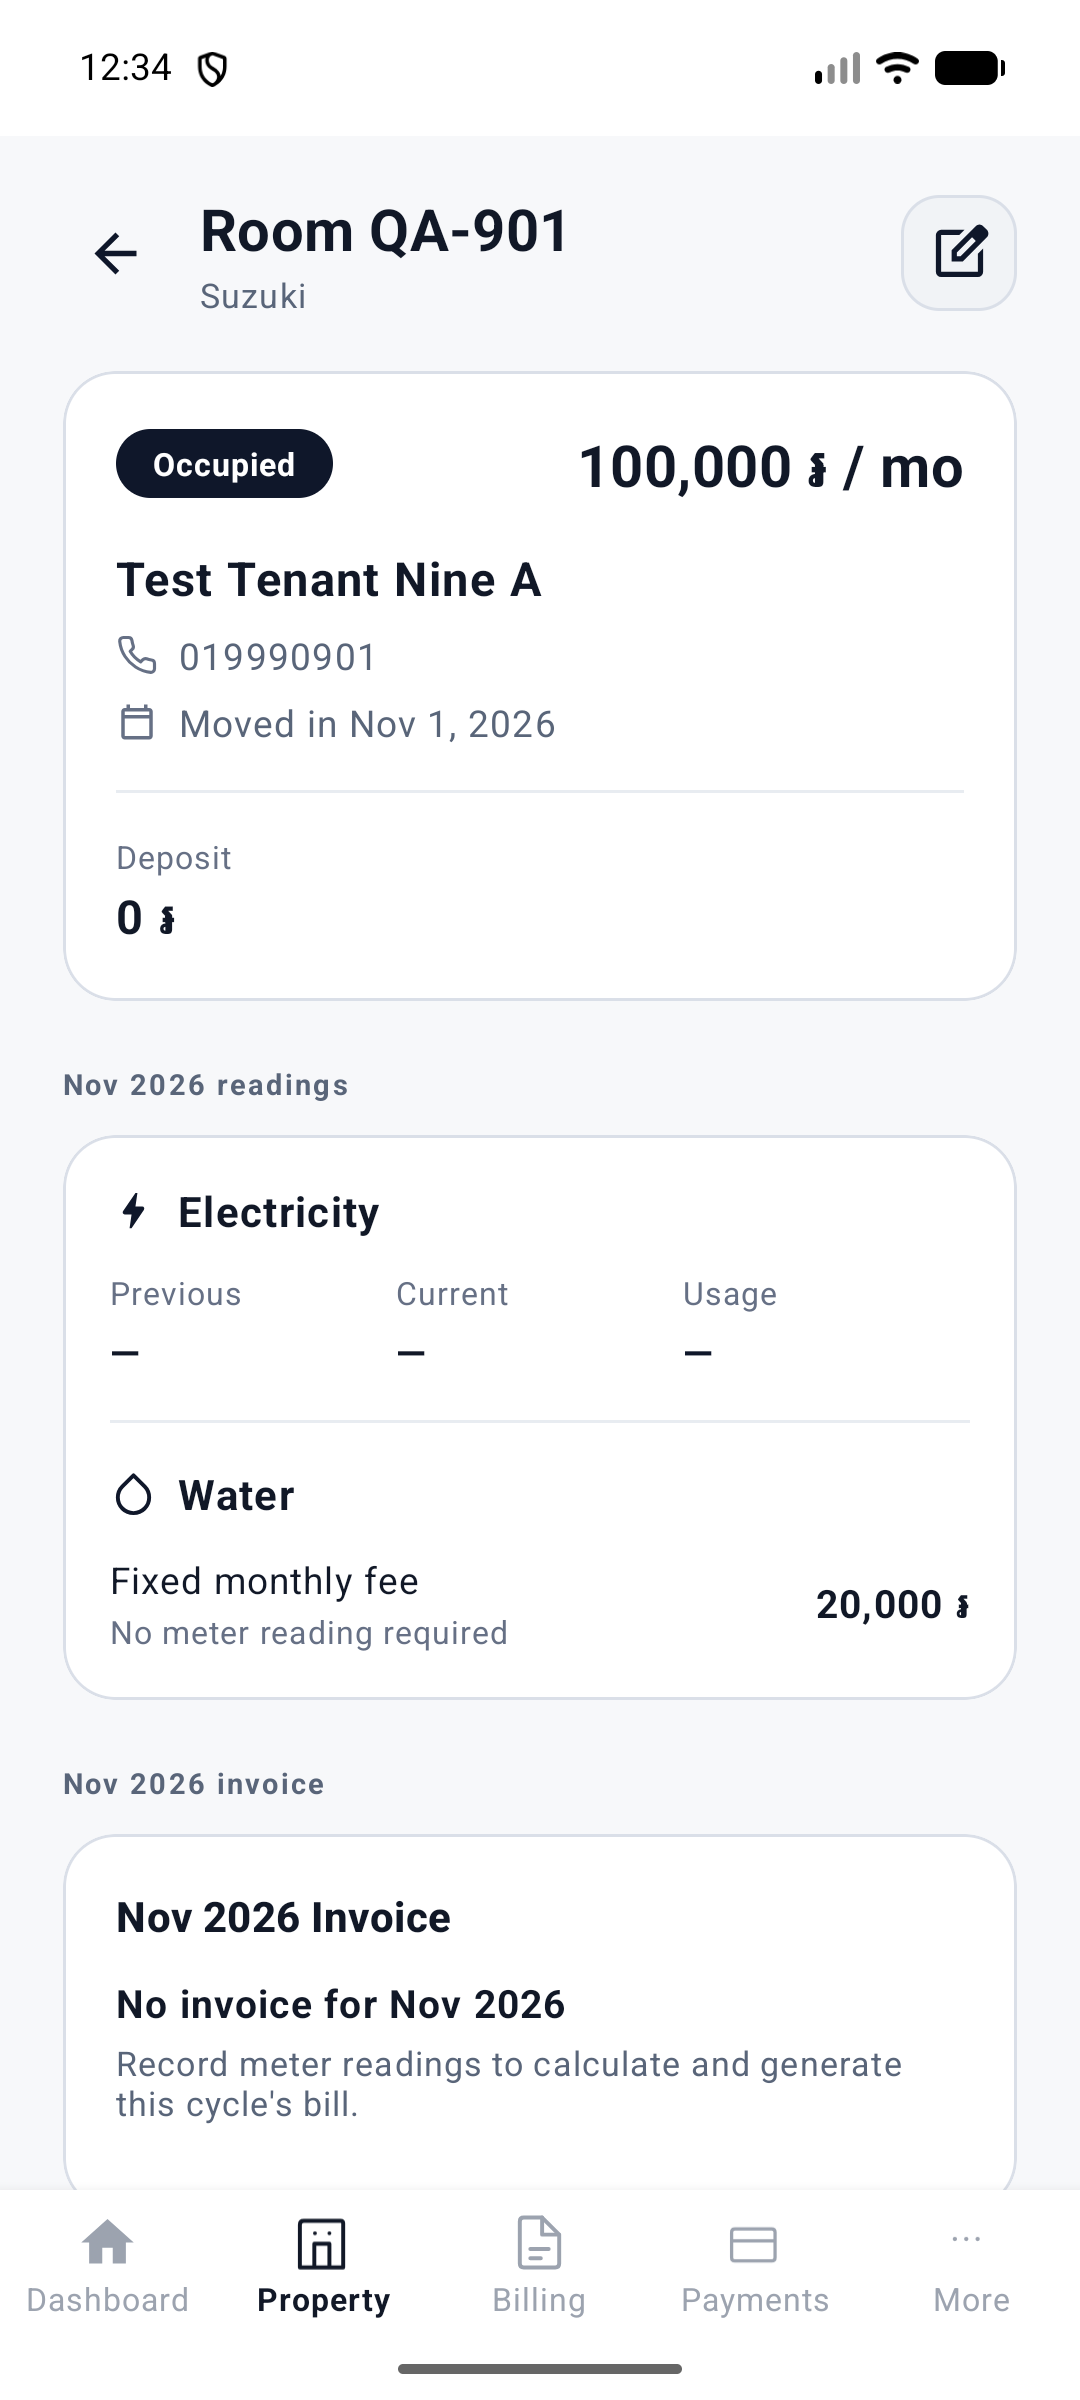 12:34
Room QA-901
Suzuki
Occupied
100,000 ៛ / mo
Test Tenant Nine A
019990901
Moved in Nov 1, 2026
Deposit
0 ៛
Nov 2026 readings
Electricity
Previous Current Usage
– – –
Water
Fixed monthly fee
20,000 ៛
No meter reading required
Nov 2026 invoice
Nov 2026 Invoice
No invoice for Nov 2026
Record meter readings to calculate and generate
this cycle's bill.
Dashboard Property Billing Payments More